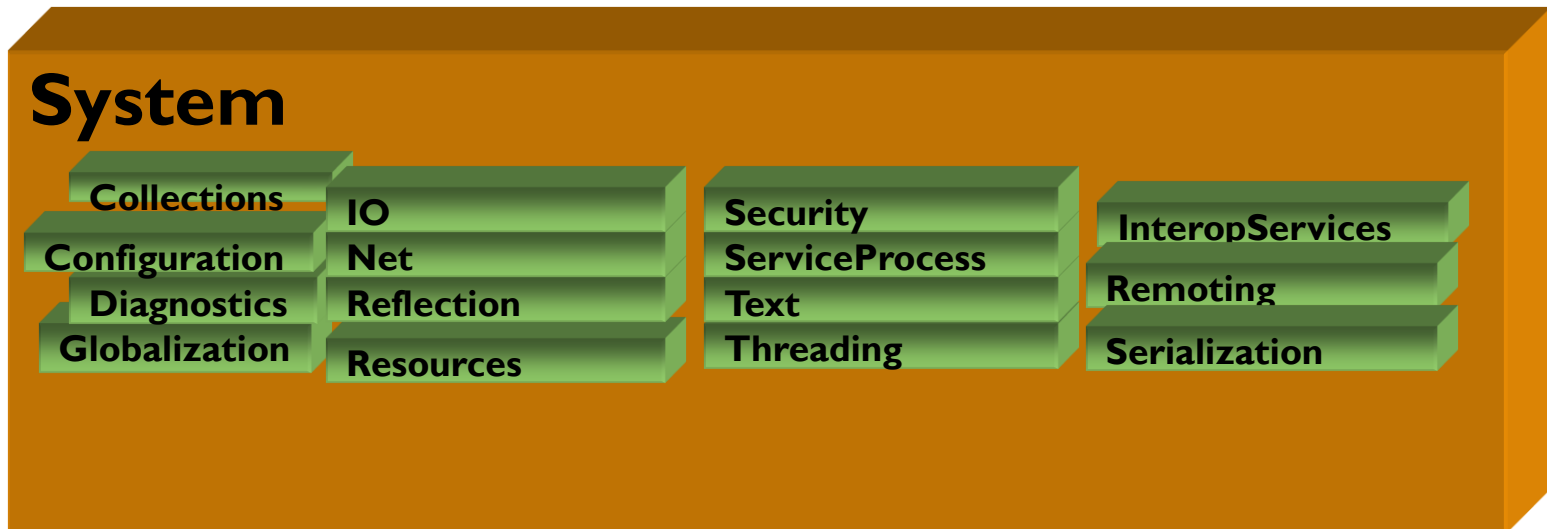 System
Collections
Configuration
Diagnostics
Globalization
IO
Net
Reflection
Resources
Security
ServiceProcess
Text
Threading
InteropServices
Remoting
Serialization